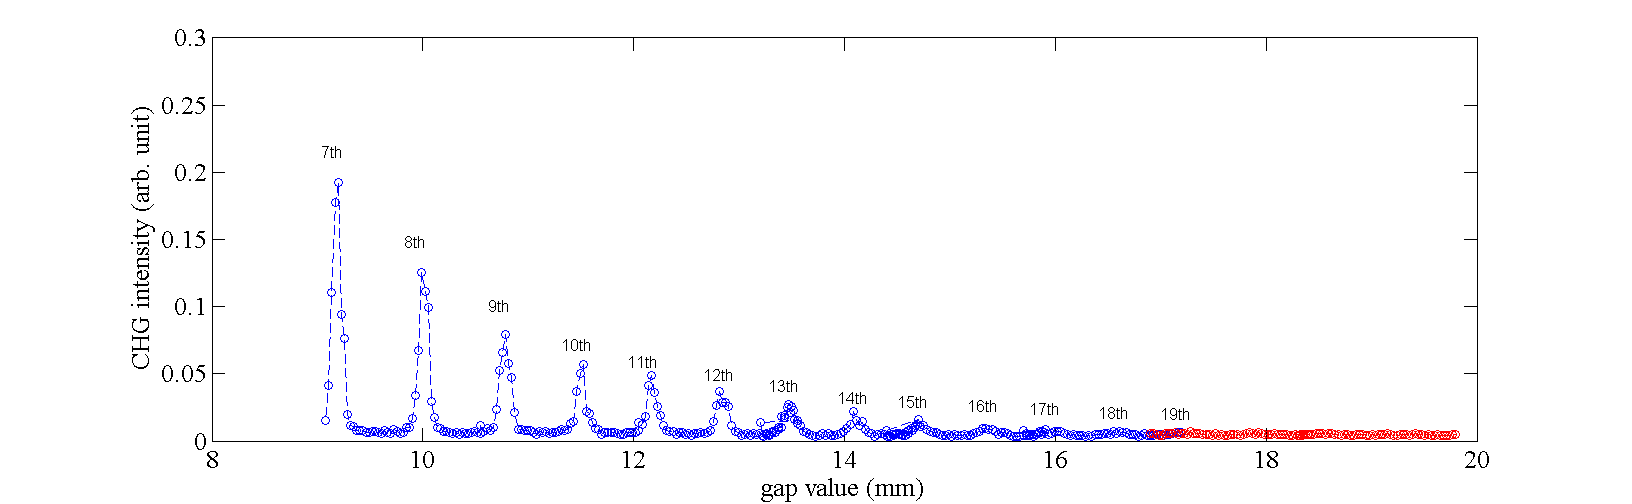 0.3
0.25
0.2
0.15
0.1
0.05
0
CHG intensity (arb. unit)
7th
8th
9th
10th
11th
12th
13th
14th
15th
16th
17th
18th
19th
8
10
12
14
16
18
20
gap value (mm)